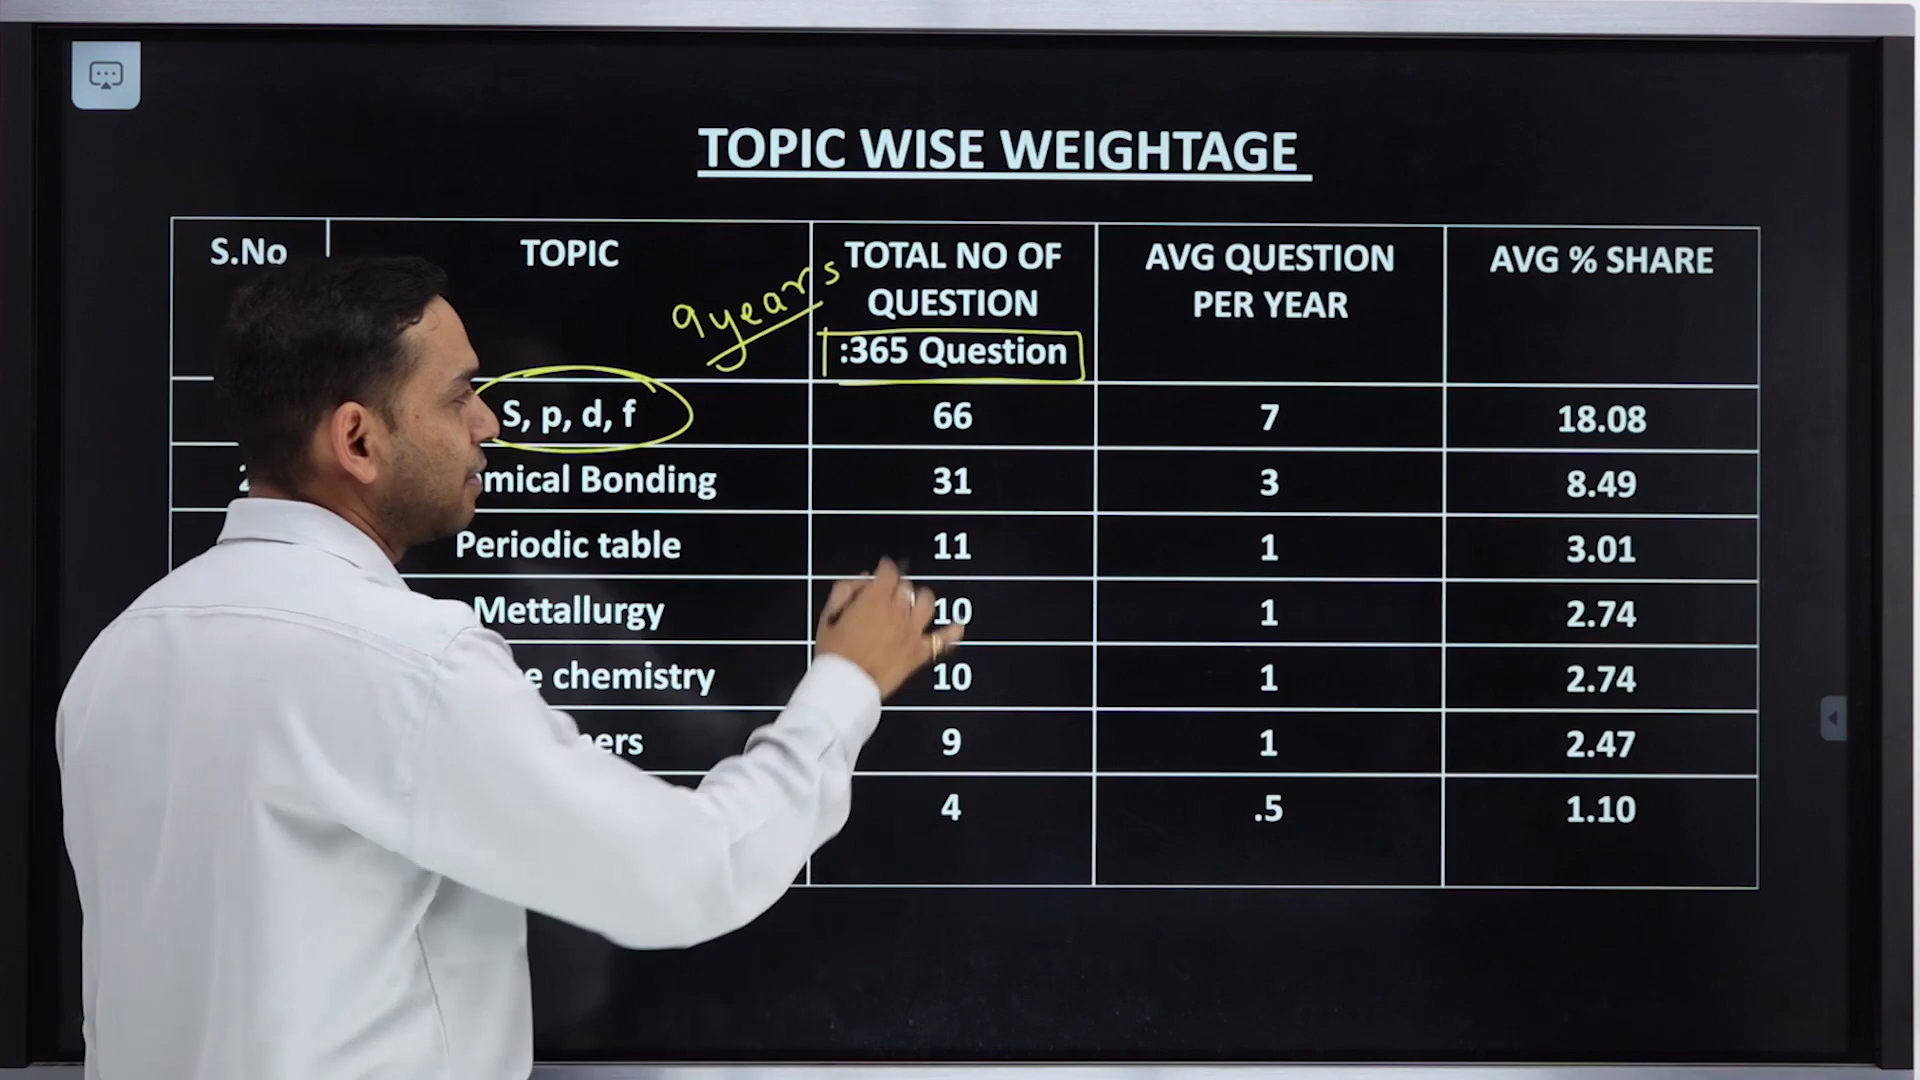 TOPIC WISE WEIGHTAGE
S.No TOPIC TOTAL NO OF QUESTION :365 Question AVG QUESTION PER YEAR AVG % SHARE
9 years
S, p, d, f 66 7 18.08
mical Bonding 31 3 8.49
Periodic table 11 1 3.01
Mettallurgy 10 1 2.74
chemistry 10 1 2.74
9 1 2.47
4 .5 1.10